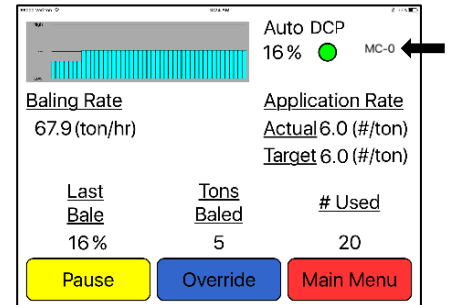 Auto DCP
16% MC-0
Baling Rate
67.9 (ton/hr)
Application Rate
Actual 6.0 (#/ton)
Target 6.0 (#/ton)
Last
Bale
16%
Tons
Baled
5
# Used
20
Pause
Override
Main Menu